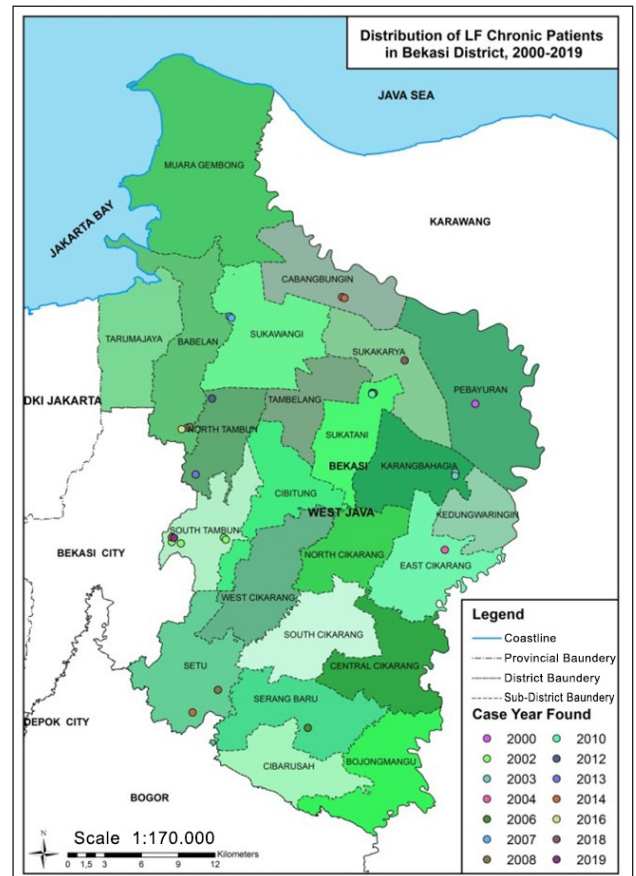 Distribution of LF Chronic Patients
in Bekasi District, 2000-2019
JAVA SEA
MUARA GEMBONG
JAKARTA BAY
KARAWANG
CABANGBUNGIN
TARUMAJAYA
BABELAN
SUKAWANGI
SUKAKARYA
PEBAYURAN
DKI JAKARTA
TAMBELANG
NORTH TAMBUN
SUKATANI
BEKASI
KARANGBAHAGIA
CIBITUNG
WEST JAVA
KEDUNGWARINGIN
SOUTH TAMBUN
BEKASI CITY
NORTH CIKARANG
EAST CIKARANG
WEST CIKARANG
SOUTH CIKARANG
SETU
CENTRAL CIKARANG
SERANG BARU
DEPOK CITY
CIBARUSAH
BOJONGMANGU
BOGOR
Legend
Coastline
Provincial Baundery
District Baundery
Sub-District Baundery
Case Year Found
2000 2010
2002 2012
2003 2013
2004 2014
2006 2016
2007 2018
2008 2019
N
Scale 1:170.000
Kilometers
0 1,5 3 6 9 12